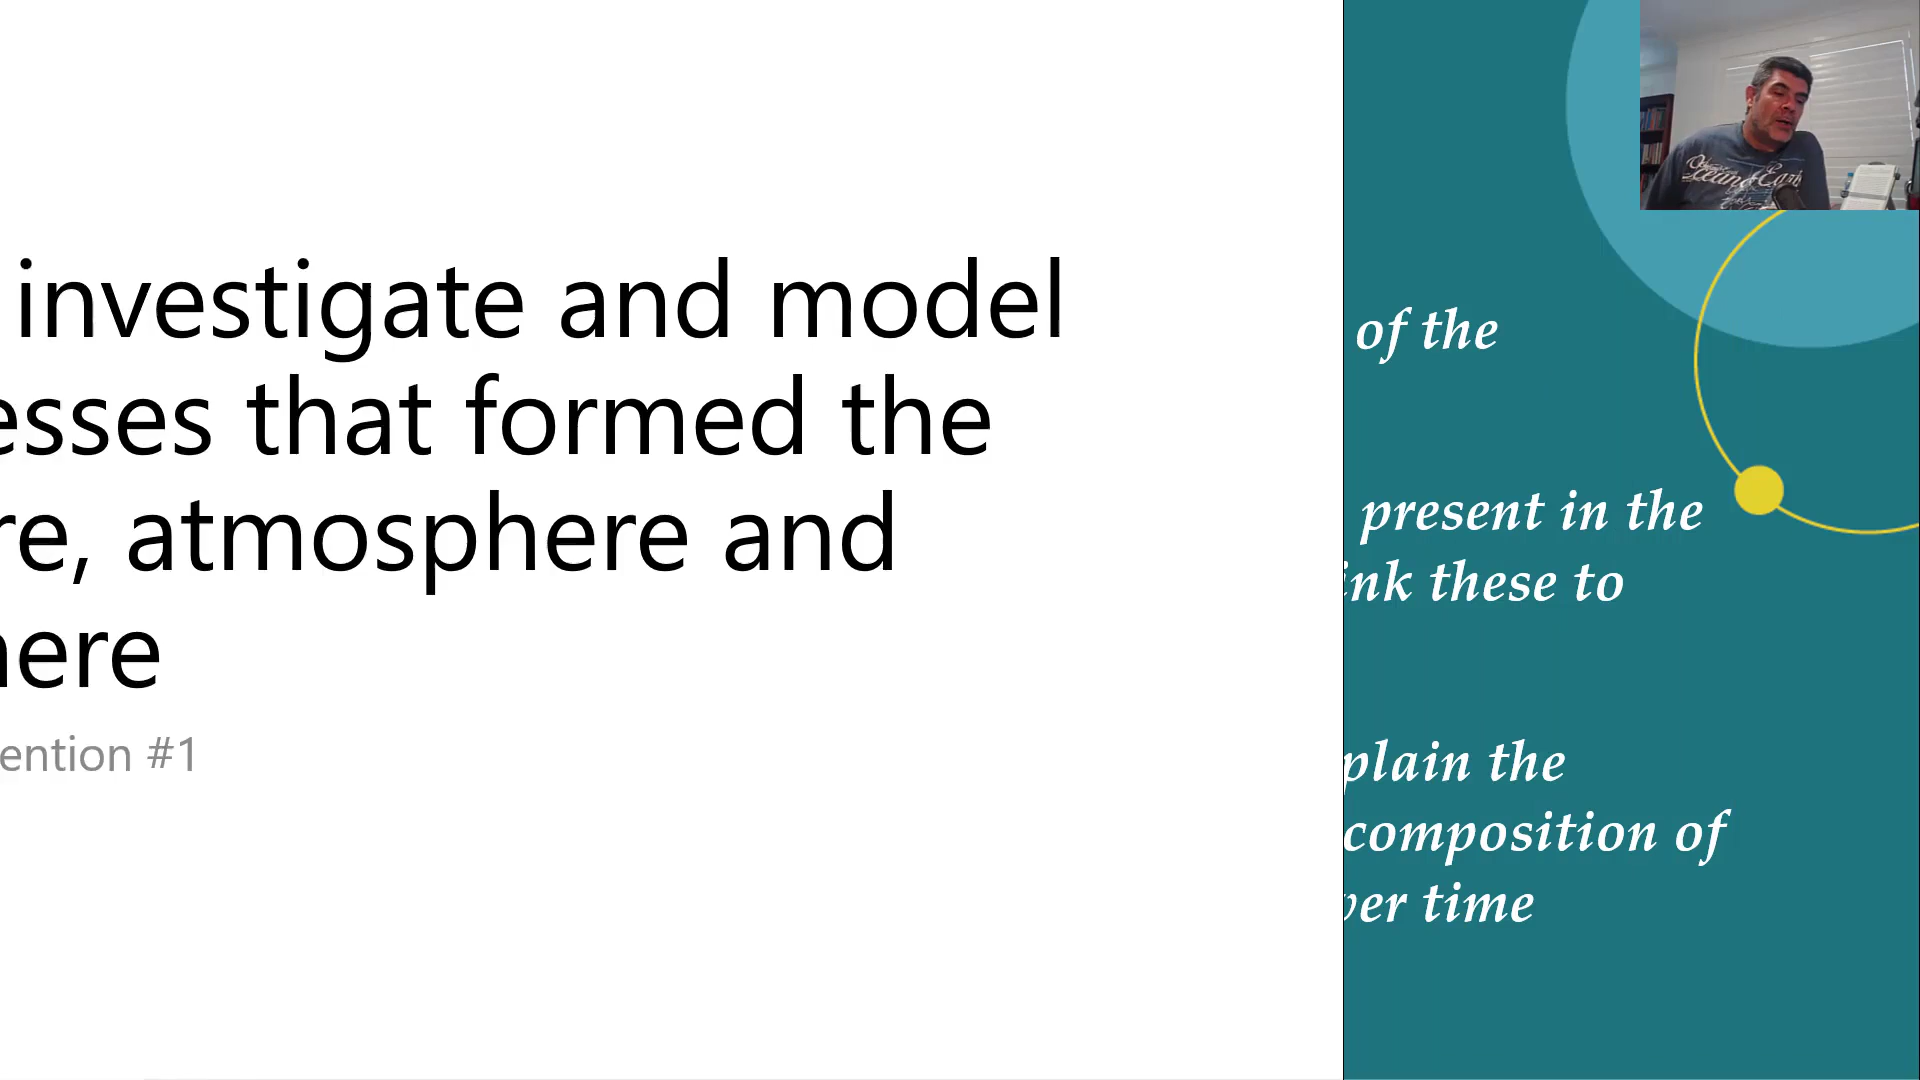 investigate and model
esses that formed the
re, atmosphere and
here
ention #1
of the
present in the
ink these to
plain the
composition of
ver time